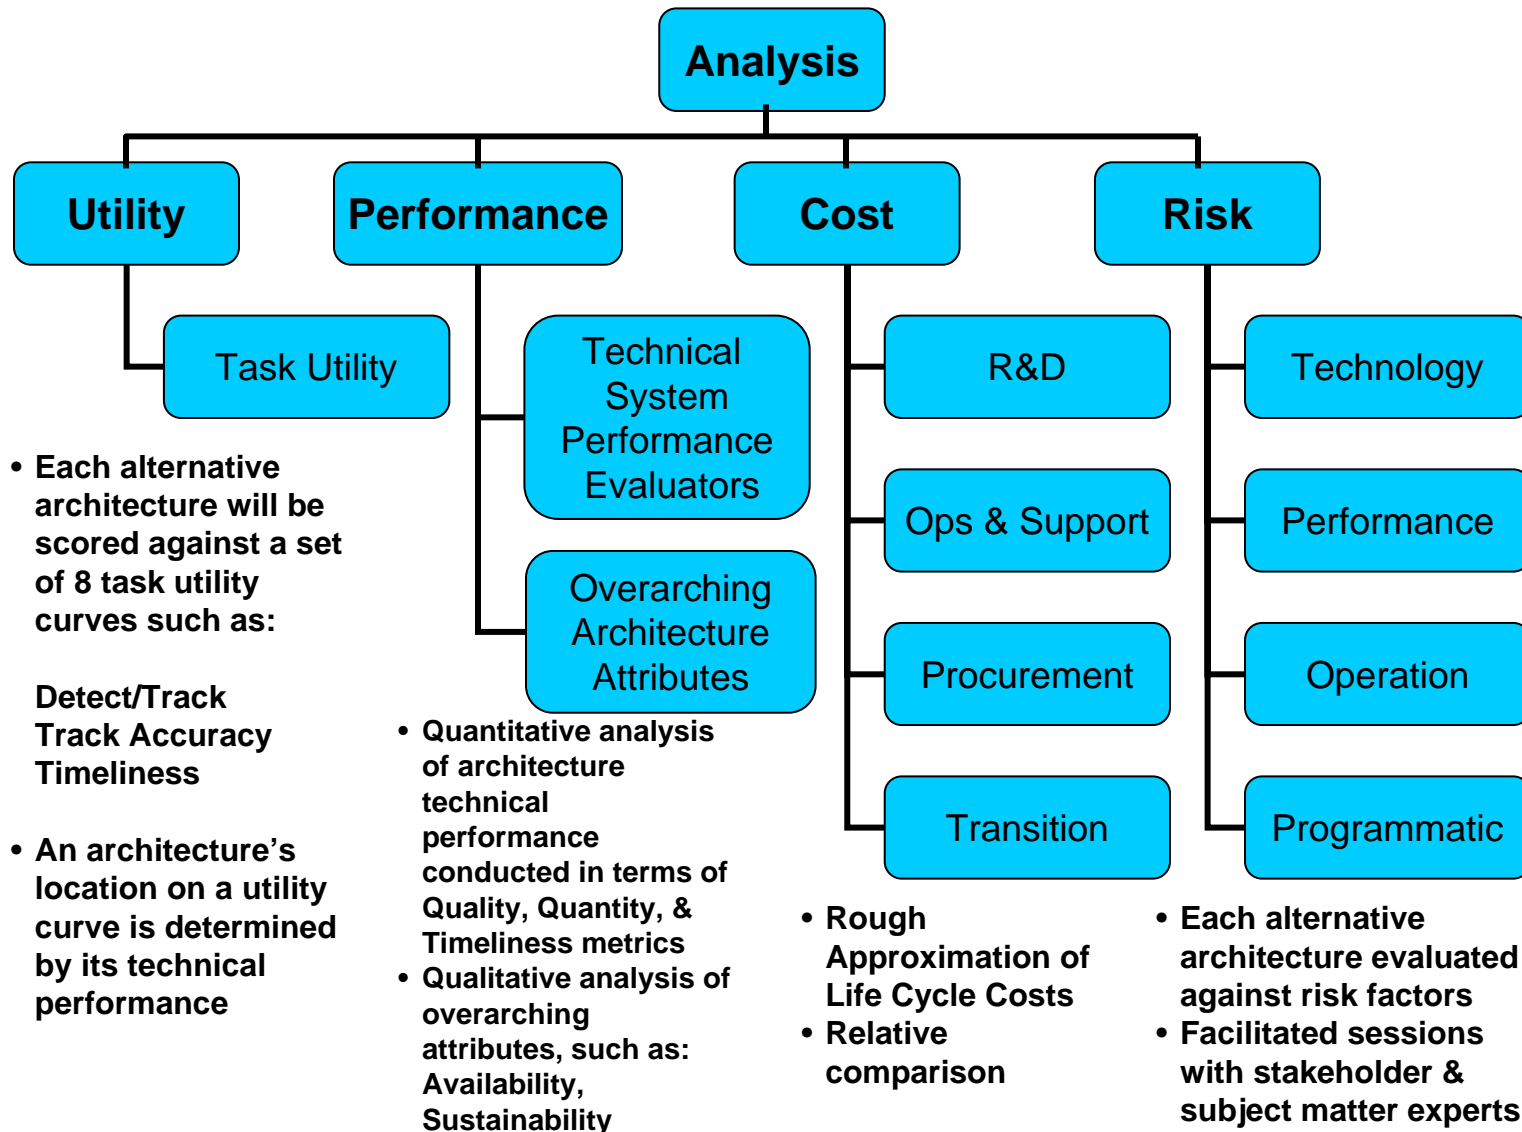 Analysis
Utility
Performance
Cost
Risk
Task Utility
Technical
System
Performance
Evaluators
Overarching
Architecture
Attributes
R&D
Ops & Support
Procurement
Transition
Technology
Performance
Operation
Programmatic
• Each alternative
architecture will be
scored against a set
of 8 task utility
curves such as:
Detect/Track
Track Accuracy
Timeliness
• An architecture’s
location on a utility
curve is determined
by its technical
performance
• Quantitative analysis
of architecture
technical
performance
conducted in terms of
Quality, Quantity, &
Timeliness metrics
• Qualitative analysis of
overarching
attributes, such as:
Availability,
Sustainability
• Rough
Approximation of
Life Cycle Costs
• Relative
comparison
• Each alternative
architecture evaluated
against risk factors
• Facilitated sessions
with stakeholder &
subject matter experts